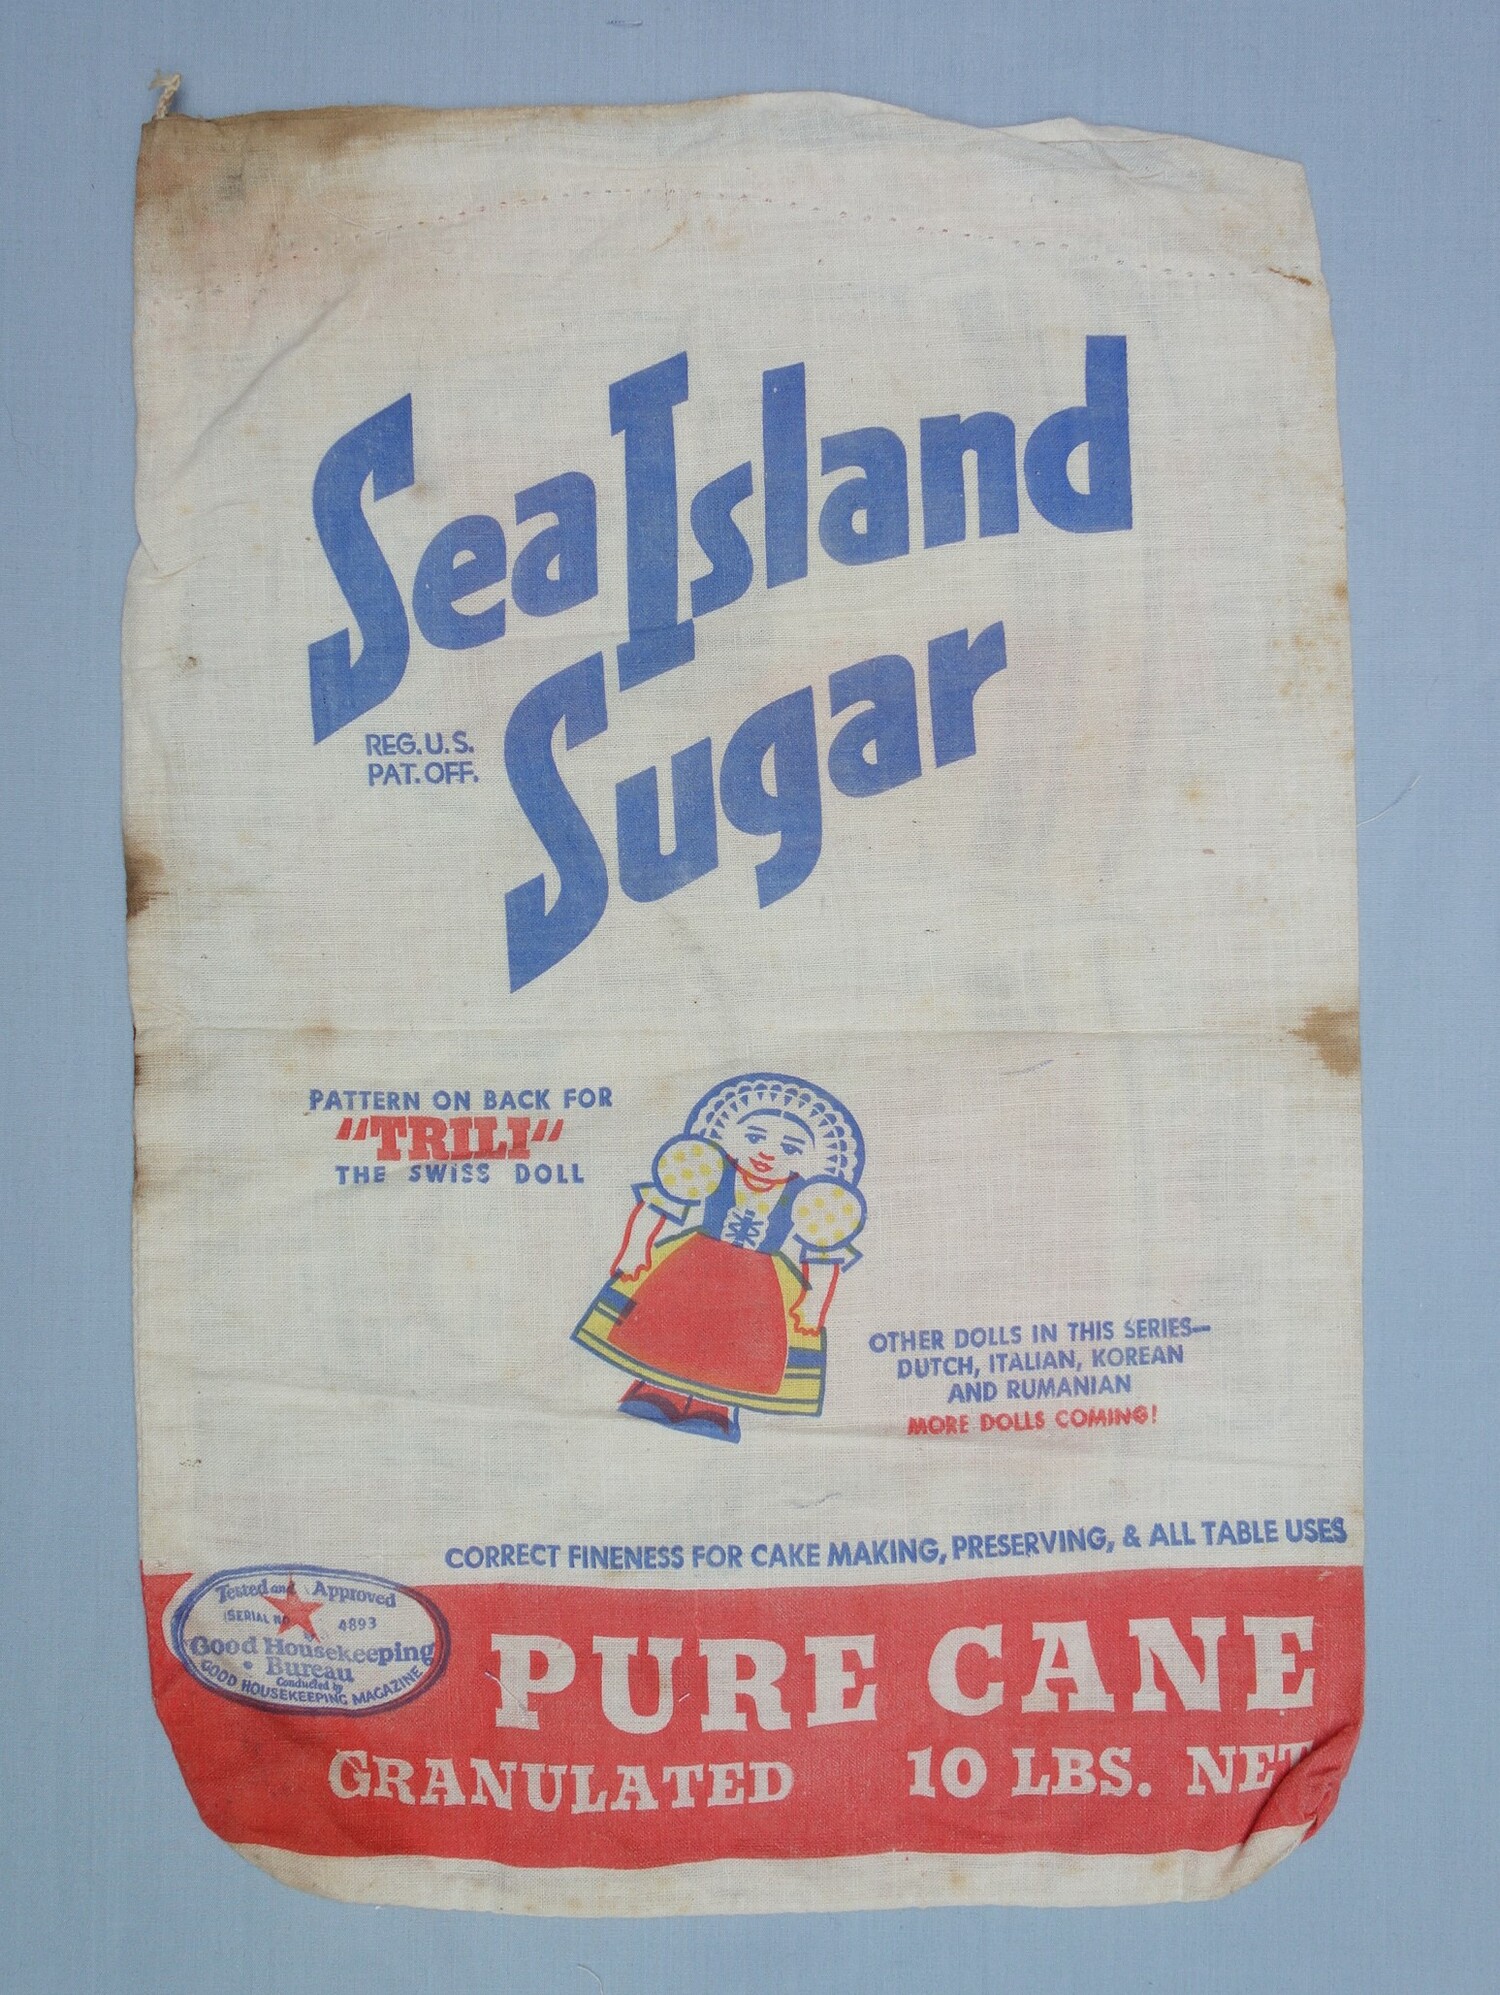 Sea Island
Sugar
REG. U.S.
PAT. OFF.
PATTERN ON BACK FOR
"TRILI"
THE SWISS DOLL
OTHER DOLLS IN THIS SERIES—
DUTCH, ITALIAN, KOREAN
AND RUMANIAN
MORE DOLLS COMING!
CORRECT FINENESS FOR CAKE MAKING, PRESERVING, & ALL TABLE USES
Tested and Approved
SERIAL NO. 4893
Good Housekeeping
• Bureau •
Conducted by
GOOD HOUSEKEEPING MAGAZINE
PURE CANE
GRANULATED 10 LBS. NET